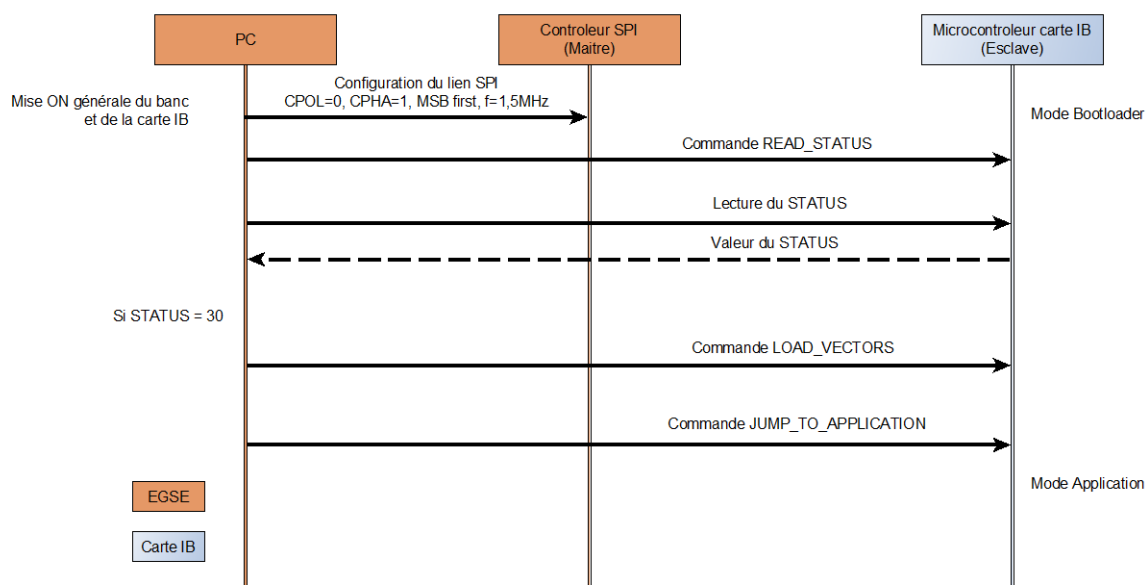 PC
Controleur SPI
(Maitre)
Microcontroleur carte IB
(Esclave)
Mise ON générale du banc
et de la carte IB
Configuration du lien SPI
CPOL=0, CPHA=1, MSB first, f=1,5MHz
Mode Bootloader
Commande READ_STATUS
Lecture du STATUS
Valeur du STATUS
Si STATUS = 30
Commande LOAD_VECTORS
Commande JUMP_TO_APPLICATION
Mode Application
EGSE
Carte IB